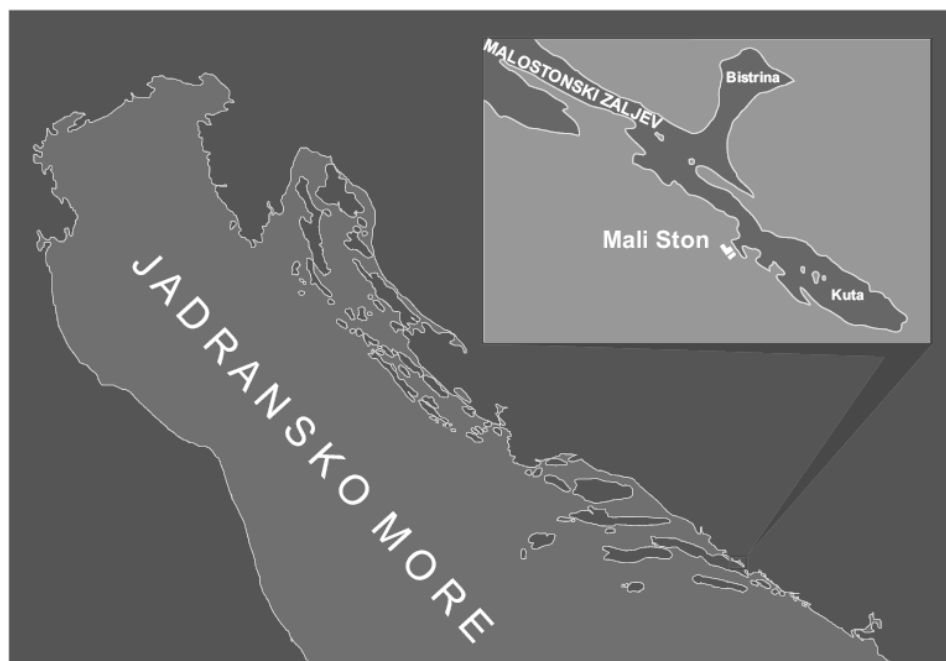 MALOSTONSKI ZALJEV
Bistrina
Mali Ston
Kuta
JADRANSKO MORE